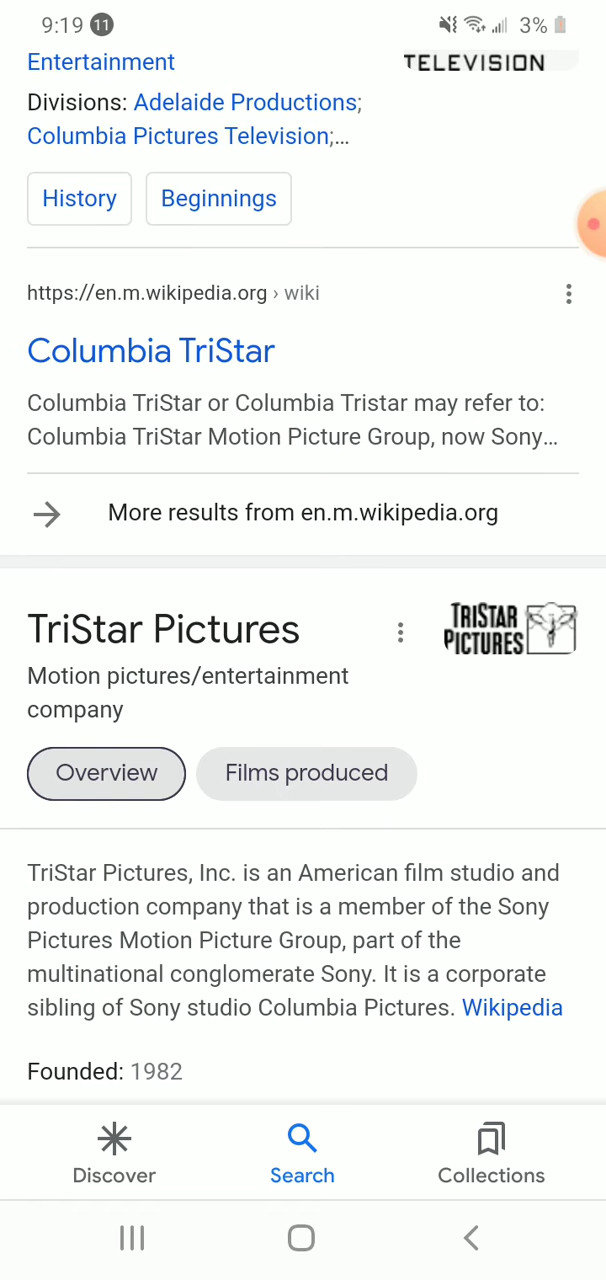 9:19 11 3%
Entertainment
TELEVISION
Divisions: Adelaide Productions;
Columbia Pictures Television;...
History Beginnings
https://en.m.wikipedia.org › wiki
Columbia TriStar
Columbia TriStar or Columbia Tristar may refer to:
Columbia TriStar Motion Picture Group, now Sony...
More results from en.m.wikipedia.org
TriStar Pictures
TRISTAR
PICTURES
Motion pictures/entertainment
company
Overview Films produced
TriStar Pictures, Inc. is an American film studio and
production company that is a member of the Sony
Pictures Motion Picture Group, part of the
multinational conglomerate Sony. It is a corporate
sibling of Sony studio Columbia Pictures. Wikipedia
Founded: 1982
Discover Search Collections